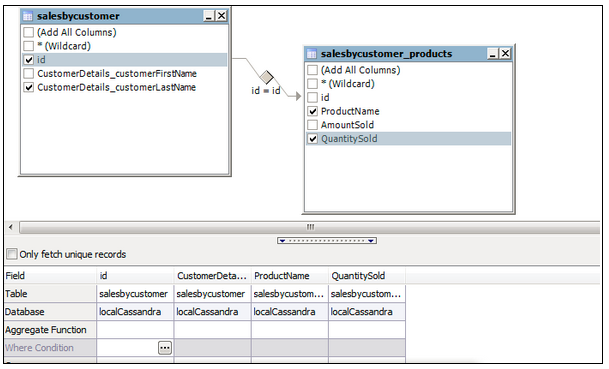 salesbycustomer
(Add All Columns)
* (Wildcard)
id
CustomerDetails_customerFirstName
CustomerDetails_customerLastName
id = id
salesbycustomer_products
(Add All Columns)
* (Wildcard)
id
ProductName
AmountSold
QuantitySold
Only fetch unique records
Field id CustomerDeta... ProductName QuantitySold
Table salesbycustomer salesbycustomer salesbycustom... salesbycustom...
Database localCassandra localCassandra localCassandra localCassandra
Aggregate Function
Where Condition ...